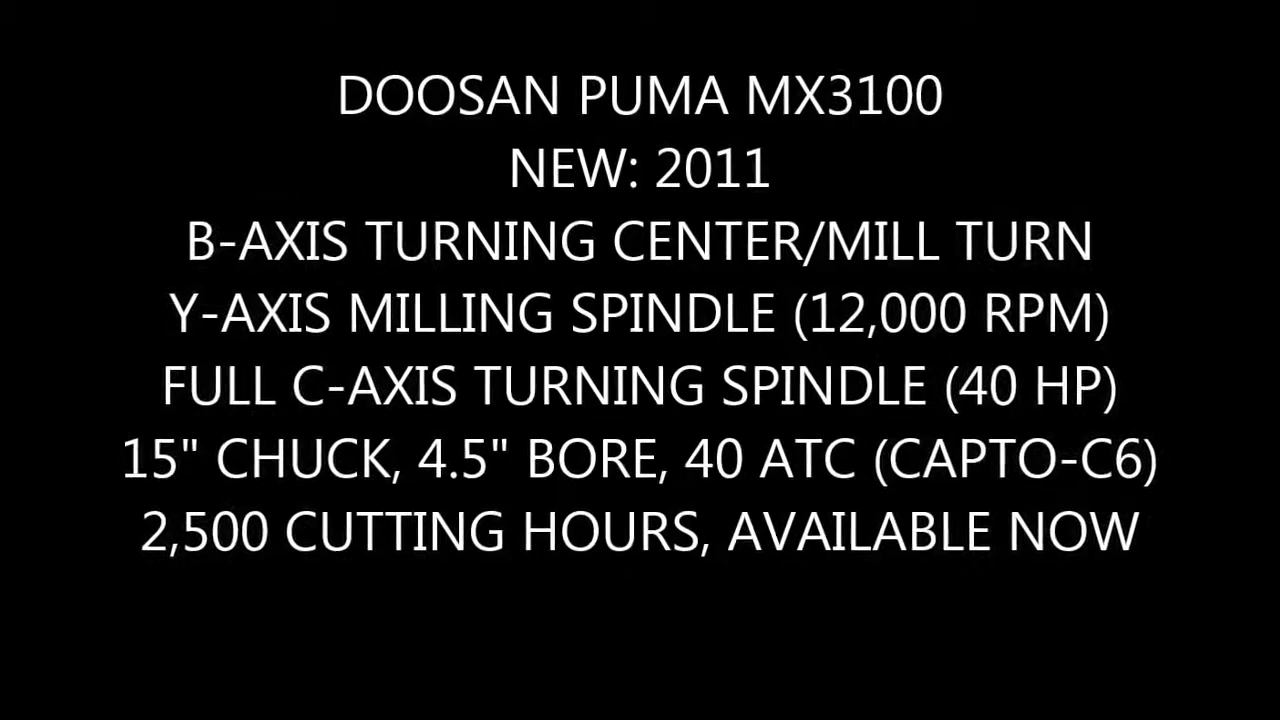 DOOSAN PUMA MX3100
NEW: 2011
B-AXIS TURNING CENTER/MILL TURN
Y-AXIS MILLING SPINDLE (12,000 RPM)
FULL C-AXIS TURNING SPINDLE (40 HP)
15" CHUCK, 4.5" BORE, 40 ATC (CAPTO-C6)
2,500 CUTTING HOURS, AVAILABLE NOW